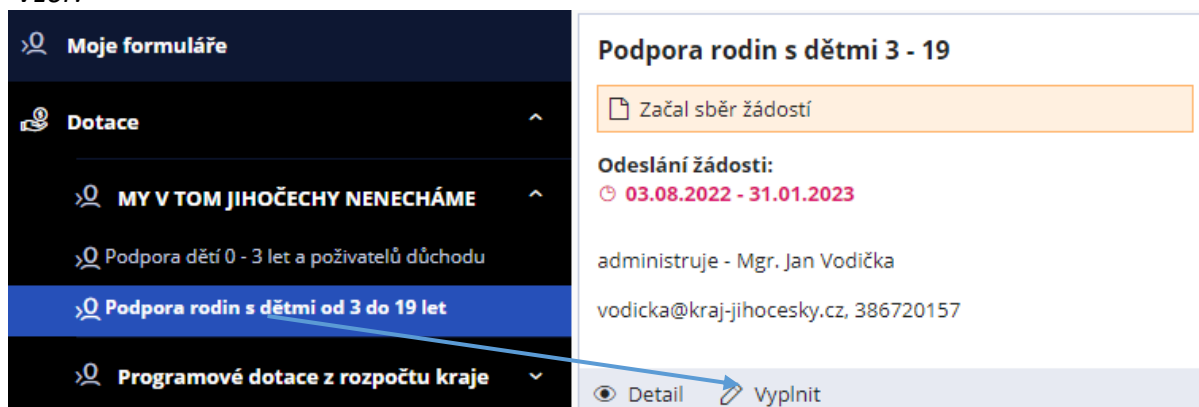 Moje formuláře
Dotace
MY V TOM JIHOČECHY NENECHÁME
Podpora dětí 0 - 3 let a poživatelů důchodu
Podpora rodin s dětmi od 3 do 19 let
Programové dotace z rozpočtu kraje
Podpora rodin s dětmi 3 - 19
Začal sběr žádostí
Odeslání žádosti:
03.08.2022 - 31.01.2023
administruje - Mgr. Jan Vodička
vodicka@kraj-jihocesky.cz, 386720157
Detail Vyplnit